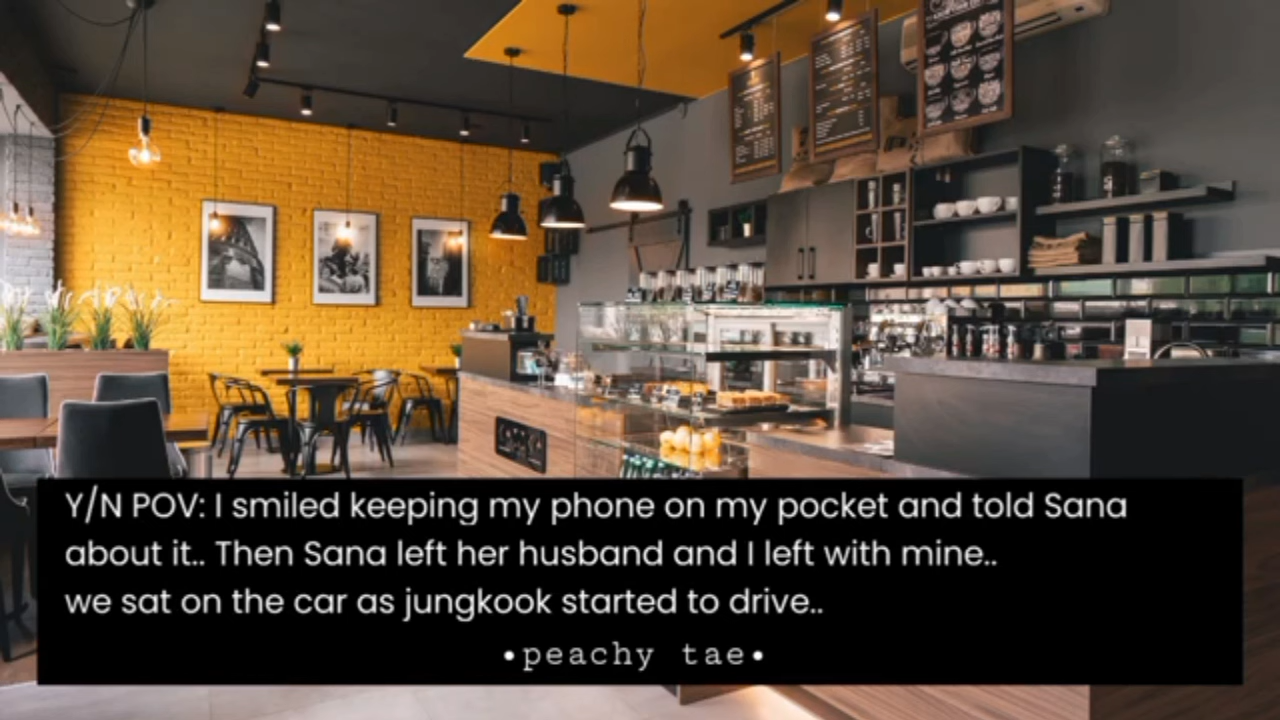 Y/N POV: I smiled keeping my phone on my pocket and told Sana
about it.. Then Sana left her husband and I left with mine..
we sat on the car as jungkook started to drive..
•peachy tae•